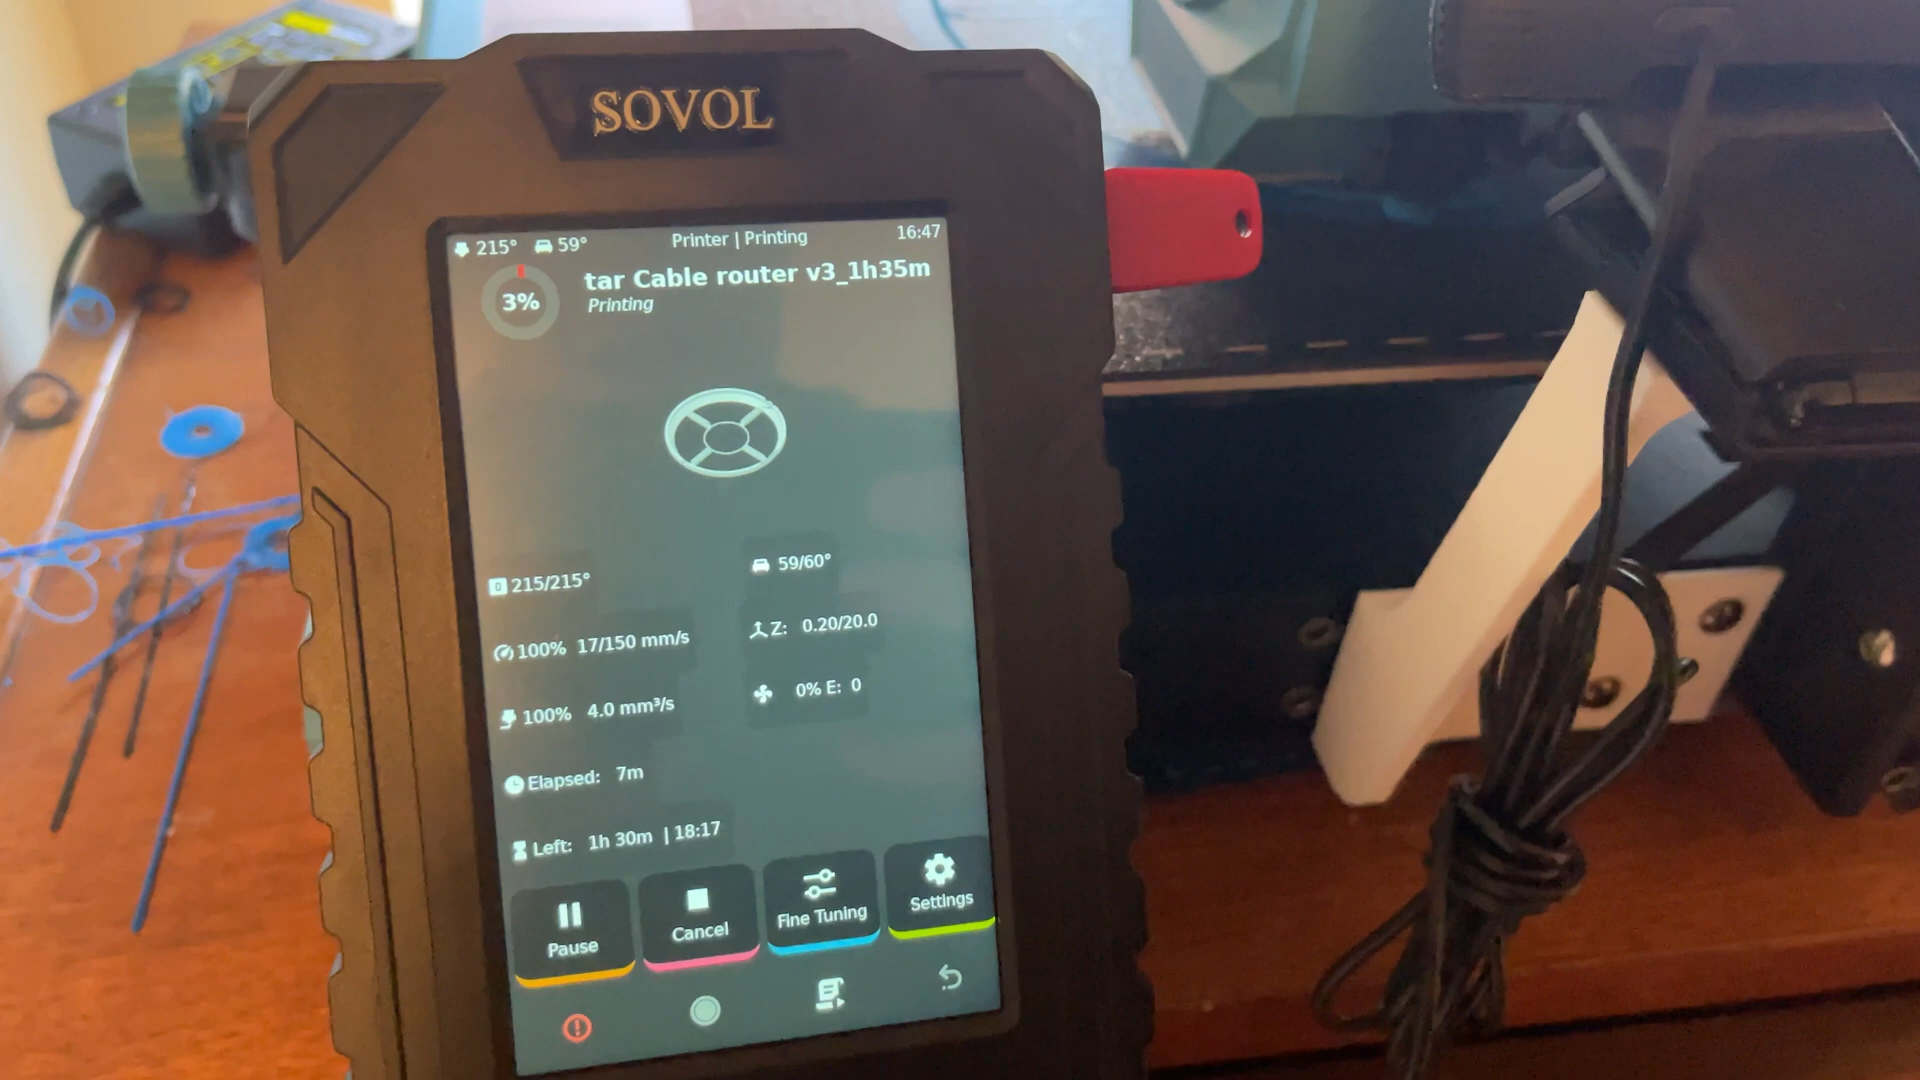 SOVOL
215° 59° Printer | Printing 16:47
3% tar Cable router v3_1h35m
Printing
215/215° 59/60°
100% 17/150 mm/s Z: 0.20/20.0
100% 4.0 mm³/s 0% E: 0
Elapsed: 7m
Left: 1h 30m | 18:17
Pause Cancel Fine Tuning Settings